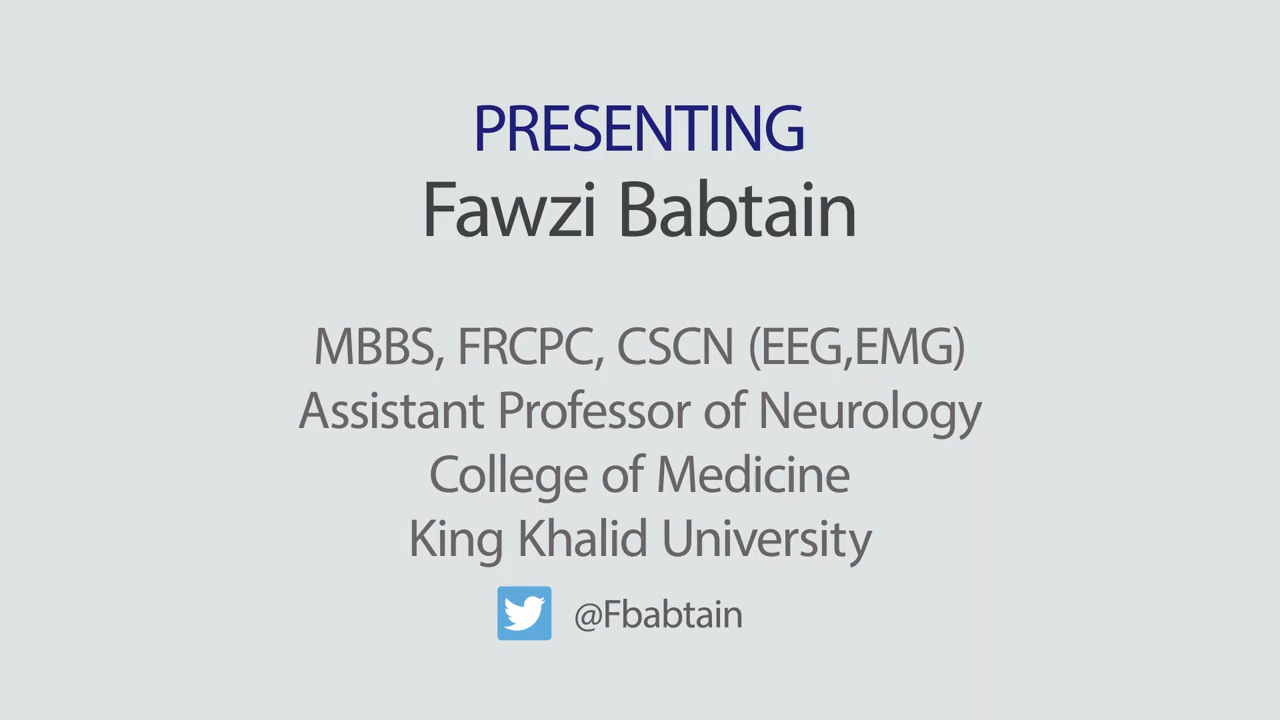 PRESENTING
Fawzi Babtain
MBBS, FRCPC, CSCN (EEG,EMG)
Assistant Professor of Neurology
College of Medicine
King Khalid University
@Fbabtain